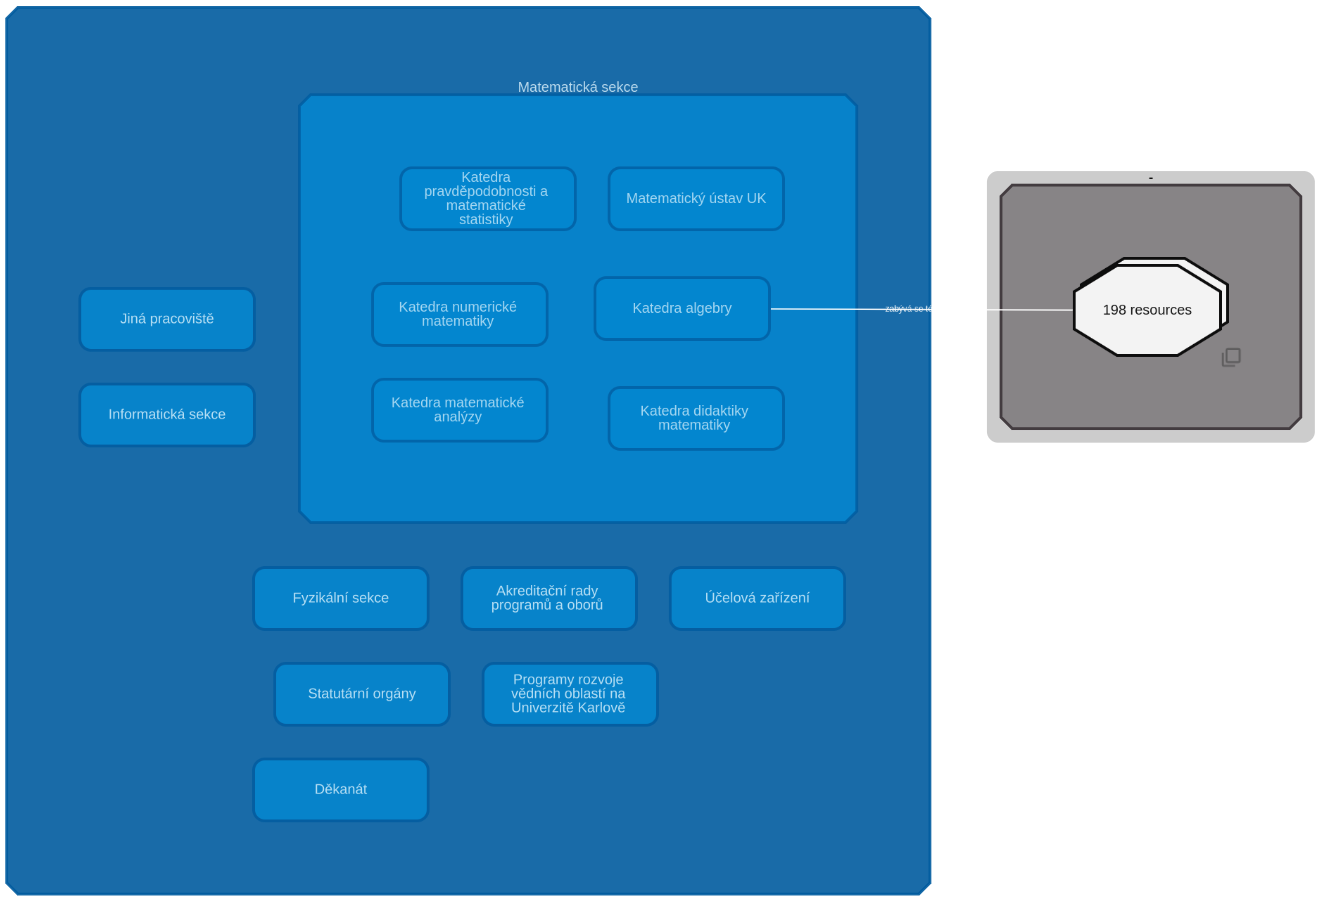 Matematická sekce
-
Katedra
pravděpodobnosti a
matematické
statistiky
Matematický ústav UK
Jiná pracoviště
Katedra numerické
matematiky
Katedra algebry
zabývá se té
198 resources
Informatická sekce
Katedra matematické
analýzy
Katedra didaktiky
matematiky
Fyzikální sekce
Akreditační rady
programů a oborů
Účelová zařízení
Statutární orgány
Programy rozvoje
vědních oblastí na
Univerzitě Karlově
Děkanát